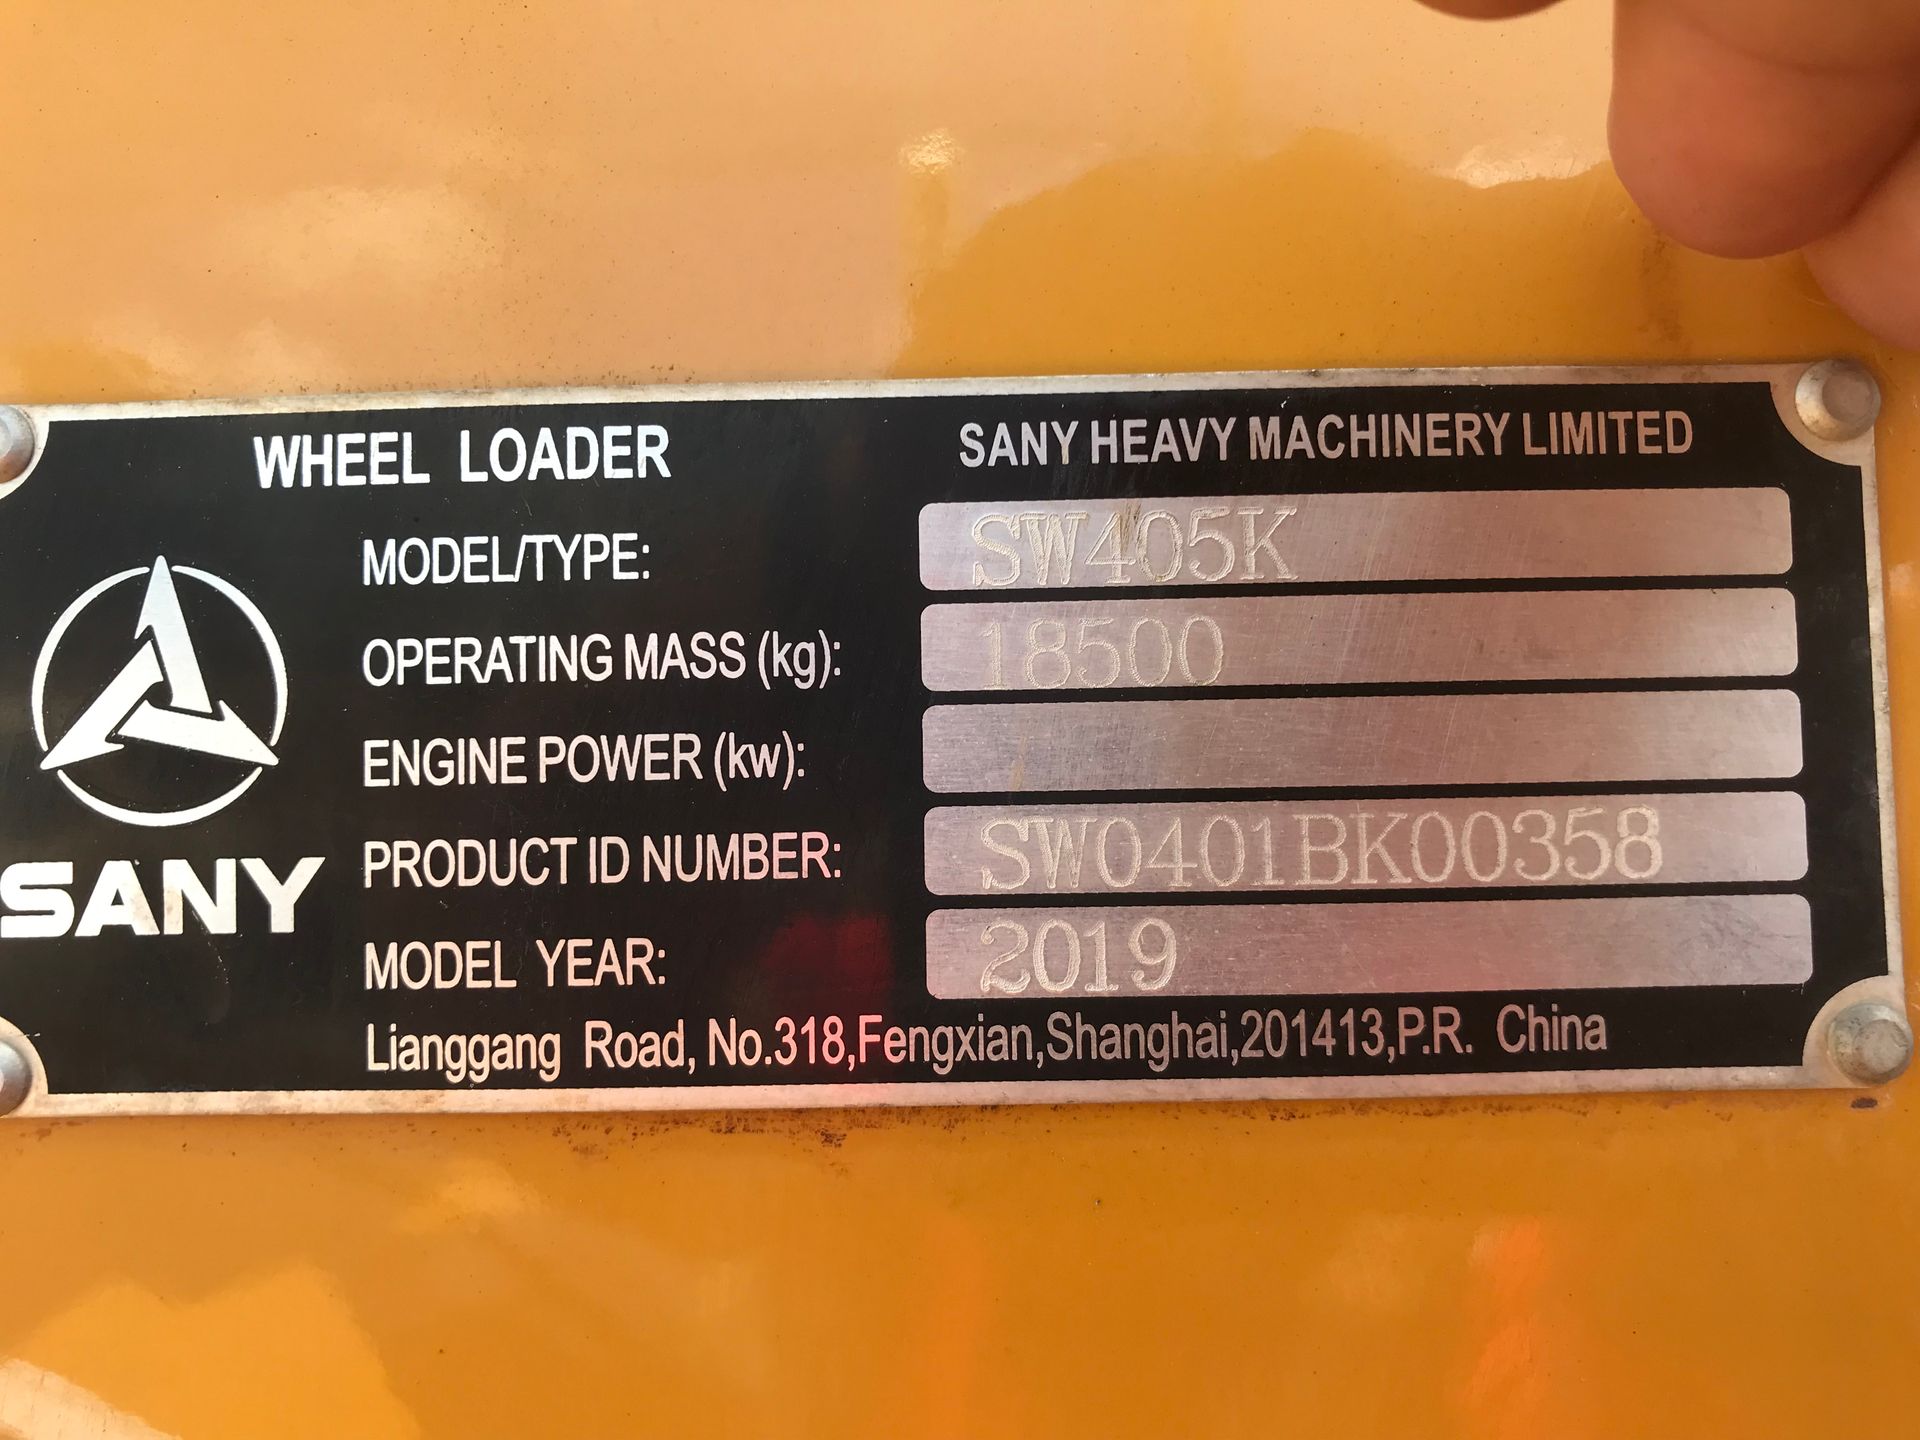 WHEEL LOADER
SANY HEAVY MACHINERY LIMITED
MODEL/TYPE: SW405K
OPERATING MASS (kg): 18500
ENGINE POWER (kw):
PRODUCT ID NUMBER: SW0401BK00358
MODEL YEAR: 2019
SANY
Lianggang Road, No.318,Fengxian,Shanghai,201413,P.R. China